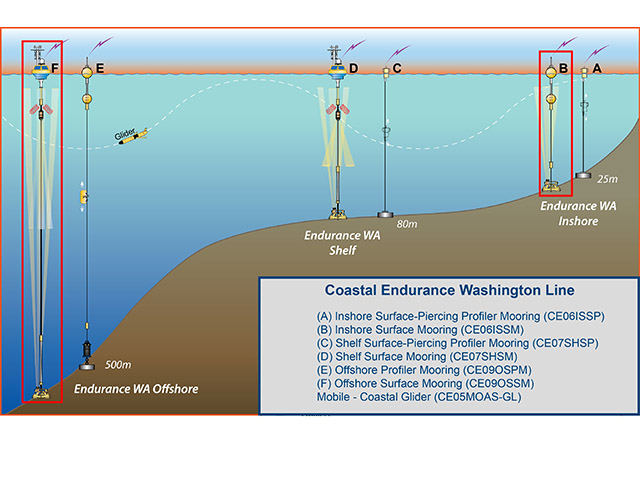 F
E
D
C
B
A
Glider
25m
Endurance WA
Inshore
80m
Endurance WA
Shelf
500m
Endurance WA Offshore
Coastal Endurance Washington Line
(A) Inshore Surface-Piercing Profiler Mooring (CE06ISSP)
(B) Inshore Surface Mooring (CE06ISSM)
(C) Shelf Surface-Piercing Profiler Mooring (CE07SHSP)
(D) Shelf Surface Mooring (CE07SHSM)
(E) Offshore Profiler Mooring (CE09OSPM)
(F) Offshore Surface Mooring (CE09OSSM)
Mobile - Coastal Glider (CE05MOAS-GL)